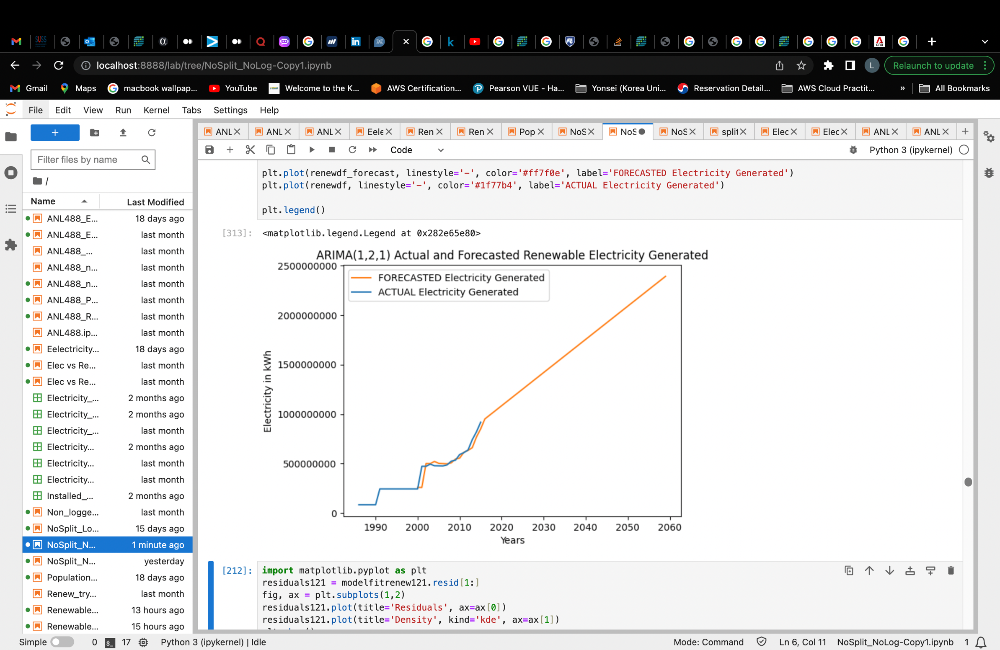 SUSS
α
k
cna
localhost:8888/lab/tree/NoSplit_NoLog-Copy1.ipynb
L
Relaunch to update
Gmail
Maps
macbook wallpap...
YouTube
Welcome to the K...
AWS Certification...
Pearson VUE - Ha...
Yonsei (Korea Uni...
Reservation Detail...
AWS Cloud Practit...
»
All Bookmarks
File Edit View Run Kernel Tabs Settings Help
ANL
ANL
ANL
Eele
Ren
Ren
Pop
NoS
NoS
NoS
split
Elec
Elec
ANL
ANL
Code
Python 3 (ipykernel)
Filter files by name
/
Name Last Modified
ANL488_E... 18 days ago
ANL488_E... last month
ANL488_... last month
ANL488_n... last month
ANL488_n... last month
ANL488_P... last month
ANL488_R... last month
ANL488.ip... last month
Eelectricity... 18 days ago
Elec vs Re... last month
Elec vs Re... last month
Electricity_... 2 months ago
Electricity_... 2 months ago
Electricity_... last month
Electricity... 2 months ago
Electricity... last month
Electricity... last month
Installed_... 2 months ago
Non_logge... last month
NoSplit_Lo... 15 days ago
NoSplit_N... 1 minute ago
NoSplit_N... yesterday
Population... 18 days ago
Renew_try... last month
Renewable... 13 hours ago
Renewable... 15 hours ago
plt.plot(renewdf_forecast, linestyle='-', color='#ff7f0e', label='FORECASTED Electricity Generated')
plt.plot(renewdf, linestyle='-', color='#1f77b4', label='ACTUAL Electricity Generated')
plt.legend()
[313]: <matplotlib.legend.Legend at 0x282e65e80>
ARIMA(1,2,1) Actual and Forecasted Renewable Electricity Generated
FORECASTED Electricity Generated
ACTUAL Electricity Generated
2500000000
2000000000
1500000000
1000000000
500000000
0
Electricity in kWh
1990 2000 2010 2020 2030 2040 2050 2060
Years
[212]: import matplotlib.pyplot as plt
residuals121 = modelfitrenew121.resid[1:]
fig, ax = plt.subplots(1,2)
residuals121.plot(title='Residuals', ax=ax[0])
residuals121.plot(title='Density', kind='kde', ax=ax[1])
Simple 0 $_ 17 Python 3 (ipykernel) | Idle
Mode: Command Ln 6, Col 11 NoSplit_NoLog-Copy1.ipynb 1